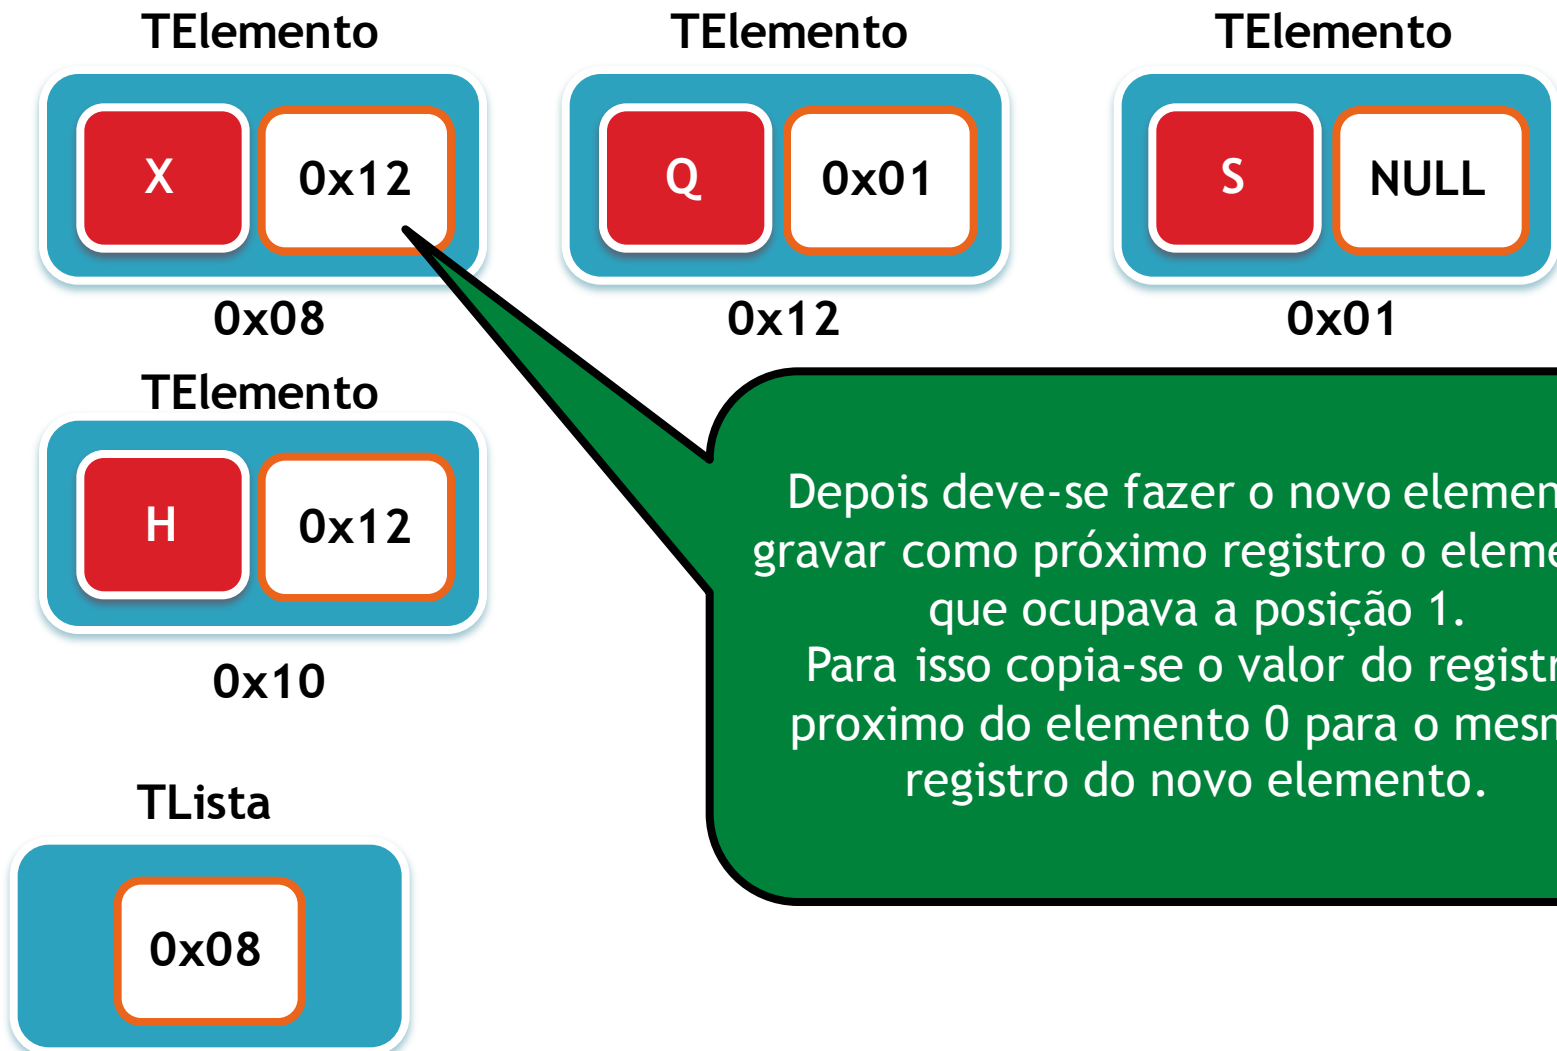 TElemento
TElemento
TElemento
X
0x12
Q
0x01
S
NULL
0x08
0x12
0x01
TElemento
H
0x12
0x10
Depois deve-se fazer o novo elemen
gravar como próximo registro o eleme
que ocupava a posição 1.
Para isso copia-se o valor do registr
proximo do elemento 0 para o mesm
registro do novo elemento.
TLista
0x08